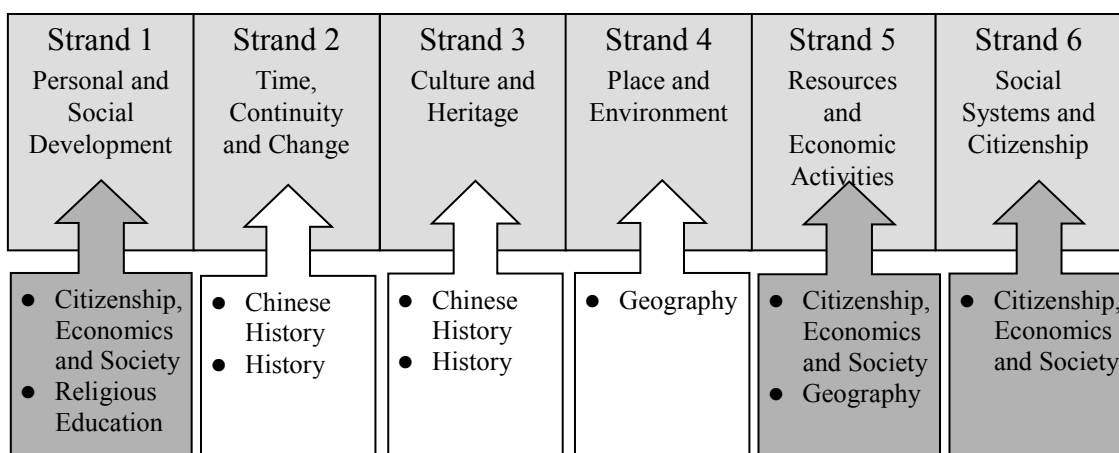 Strand 1
Personal and
Social
Development
Strand 2
Time,
Continuity
and Change
Strand 3
Culture and
Heritage
Strand 4
Place and
Environment
Strand 5
Resources
and
Economic
Activities
Strand 6
Social
Systems and
Citizenship
● Citizenship,
Economics
and Society
● Religious
Education
● Chinese
History
● History
● Chinese
History
● History
● Geography
● Citizenship,
Economics
and Society
● Geography
● Citizenship,
Economics
and Society